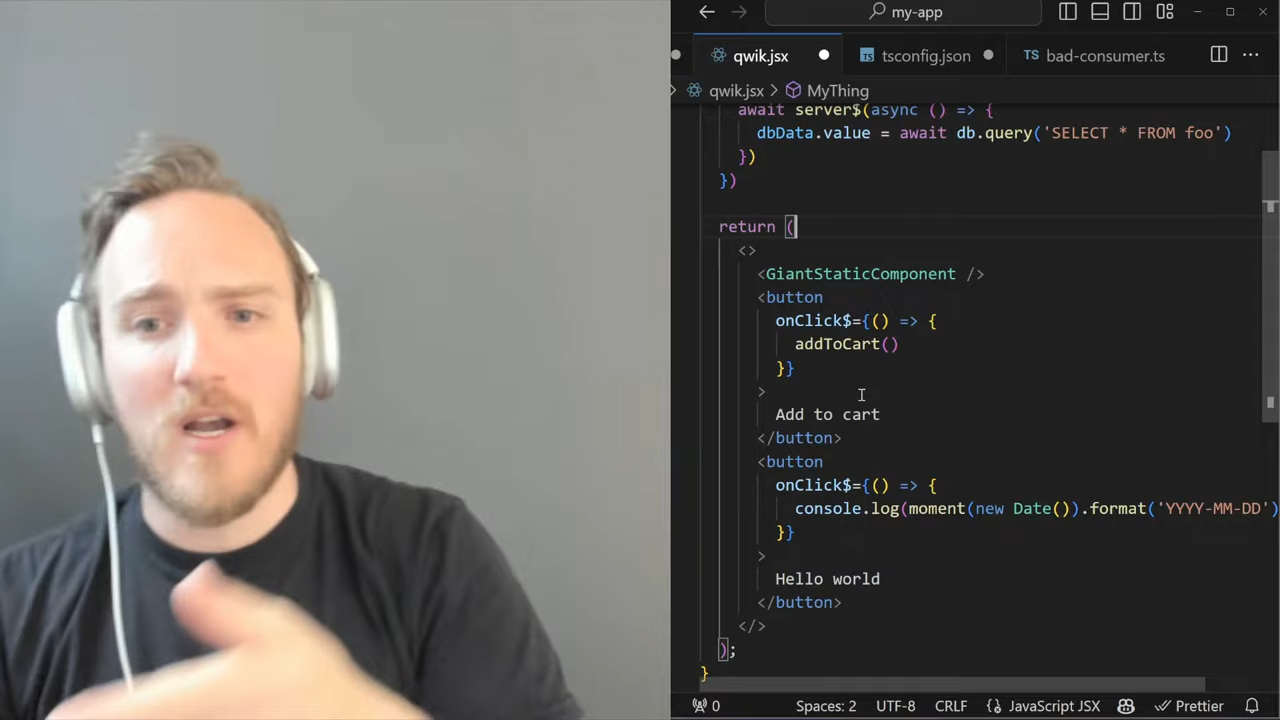 my-app
qwik.jsx
TS tsconfig.json
TS bad-consumer.ts
qwik.jsx > MyThing
await server$(async () => {
dbData.value = await db.query('SELECT * FROM foo')
})
})
return (
<>
<GiantStaticComponent />
<button
onClick$={() => {
addToCart()
}}
>
Add to cart
</button>
<button
onClick$={() => {
console.log(moment(new Date()).format('YYYY-MM-DD')
}}
>
Hello world
</button>
</>
);
}
0 Spaces: 2 UTF-8 CRLF {} JavaScript JSX Prettier